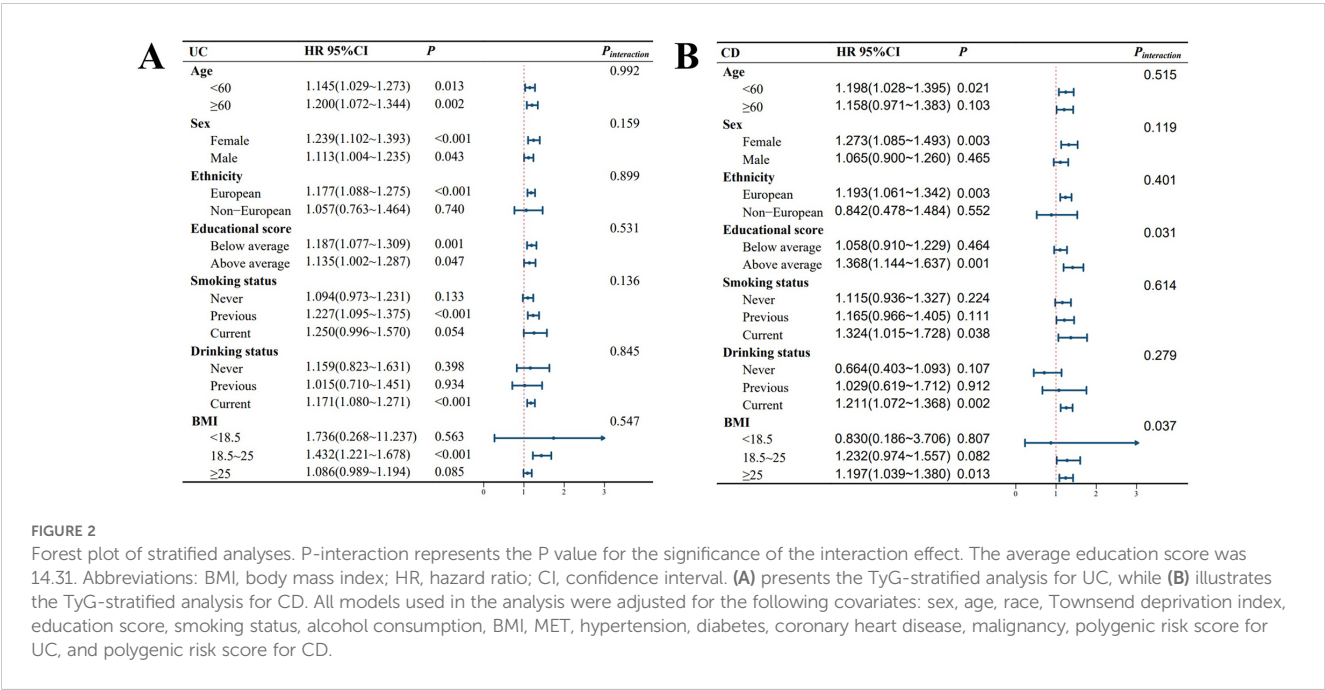 A
UC HR 95%CI P P interaction
Age 0.992
<60 1.145(1.029~1.273) 0.013
≥60 1.200(1.072~1.344) 0.002
Sex 0.159
Female 1.239(1.102~1.393) <0.001
Male 1.113(1.004~1.235) 0.043
Ethnicity 0.899
European 1.177(1.088~1.275) <0.001
Non−European 1.057(0.763~1.464) 0.740
Educational score 0.531
Below average 1.187(1.077~1.309) 0.001
Above average 1.135(1.002~1.287) 0.047
Smoking status 0.136
Never 1.094(0.973~1.231) 0.133
Previous 1.227(1.095~1.375) <0.001
Current 1.250(0.996~1.570) 0.054
Drinking status 0.845
Never 1.159(0.823~1.631) 0.398
Previous 1.015(0.710~1.451) 0.934
Current 1.171(1.080~1.271) <0.001
BMI 0.547
<18.5 1.736(0.268~11.237) 0.563
18.5~25 1.432(1.221~1.678) <0.001
≥25 1.086(0.989~1.194) 0.085
0 1 2 3
B
CD HR 95%CI P P interaction
Age 0.515
<60 1.198(1.028~1.395) 0.021
≥60 1.158(0.971~1.383) 0.103
Sex 0.119
Female 1.273(1.085~1.493) 0.003
Male 1.065(0.900~1.260) 0.465
Ethnicity 0.401
European 1.193(1.061~1.342) 0.003
Non−European 0.842(0.478~1.484) 0.552
Educational score 0.031
Below average 1.058(0.910~1.229) 0.464
Above average 1.368(1.144~1.637) 0.001
Smoking status 0.614
Never 1.115(0.936~1.327) 0.224
Previous 1.165(0.966~1.405) 0.111
Current 1.324(1.015~1.728) 0.038
Drinking status 0.279
Never 0.664(0.403~1.093) 0.107
Previous 1.029(0.619~1.712) 0.912
Current 1.211(1.072~1.368) 0.002
BMI 0.037
<18.5 0.830(0.186~3.706) 0.807
18.5~25 1.232(0.974~1.557) 0.082
≥25 1.197(1.039~1.380) 0.013
0 1 2 3
FIGURE 2
Forest plot of stratified analyses. P-interaction represents the P value for the significance of the interaction effect. The average education score was
14.31. Abbreviations: BMI, body mass index; HR, hazard ratio; CI, confidence interval. (A) presents the TyG-stratified analysis for UC, while (B) illustrates
the TyG-stratified analysis for CD. All models used in the analysis were adjusted for the following covariates: sex, age, race, Townsend deprivation index,
education score, smoking status, alcohol consumption, BMI, MET, hypertension, diabetes, coronary heart disease, malignancy, polygenic risk score for
UC, and polygenic risk score for CD.